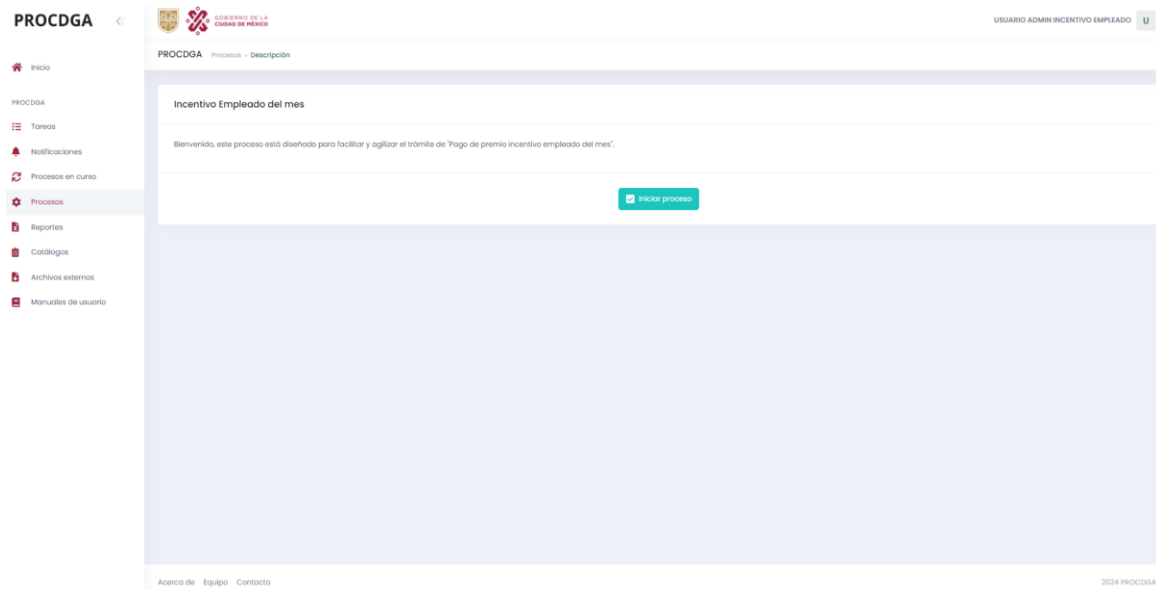 PROCDGA
GOBIERNO DE LA
CIUDAD DE MÉXICO
USUARIO ADMIN INCENTIVO EMPLEADO U
PROCDGA Procesos - Descripción
Inicio
PROCDGA
Tareas
Notificaciones
Procesos en curso
Procesos
Reportes
Catálogos
Archivos externos
Manuales de usuario
Incentivo Empleado del mes
Bienvenido, este proceso está diseñado para facilitar y agilizar el trámite de "Pago de premio incentivo empleado del mes".
Iniciar proceso
Acerca de Equipo Contacto
2024 PROCDGA